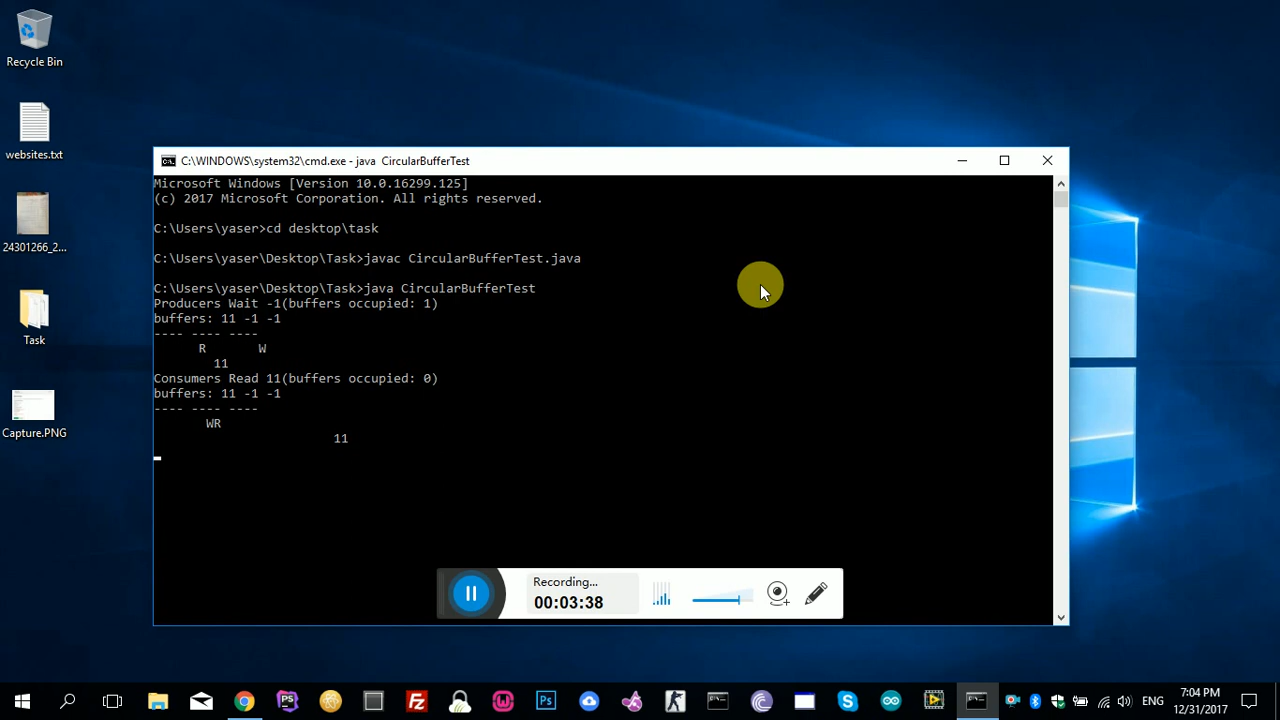 Recycle Bin
websites.txt
24301266_2...
Task
Capture.PNG
C:\WINDOWS\system32\cmd.exe - java  CircularBufferTest
Microsoft Windows [Version 10.0.16299.125]
(c) 2017 Microsoft Corporation. All rights reserved.
C:\Users\yaser>cd desktop\task
C:\Users\yaser\Desktop\Task>javac CircularBufferTest.java
C:\Users\yaser\Desktop\Task>java CircularBufferTest
Producers Wait -1(buffers occupied: 1)
buffers: 11 -1 -1
---- ---- ----
R W
11
Consumers Read 11(buffers occupied: 0)
buffers: 11 -1 -1
---- ---- ----
WR
11
Recording...
00:03:38
ENG
7:04 PM
12/31/2017